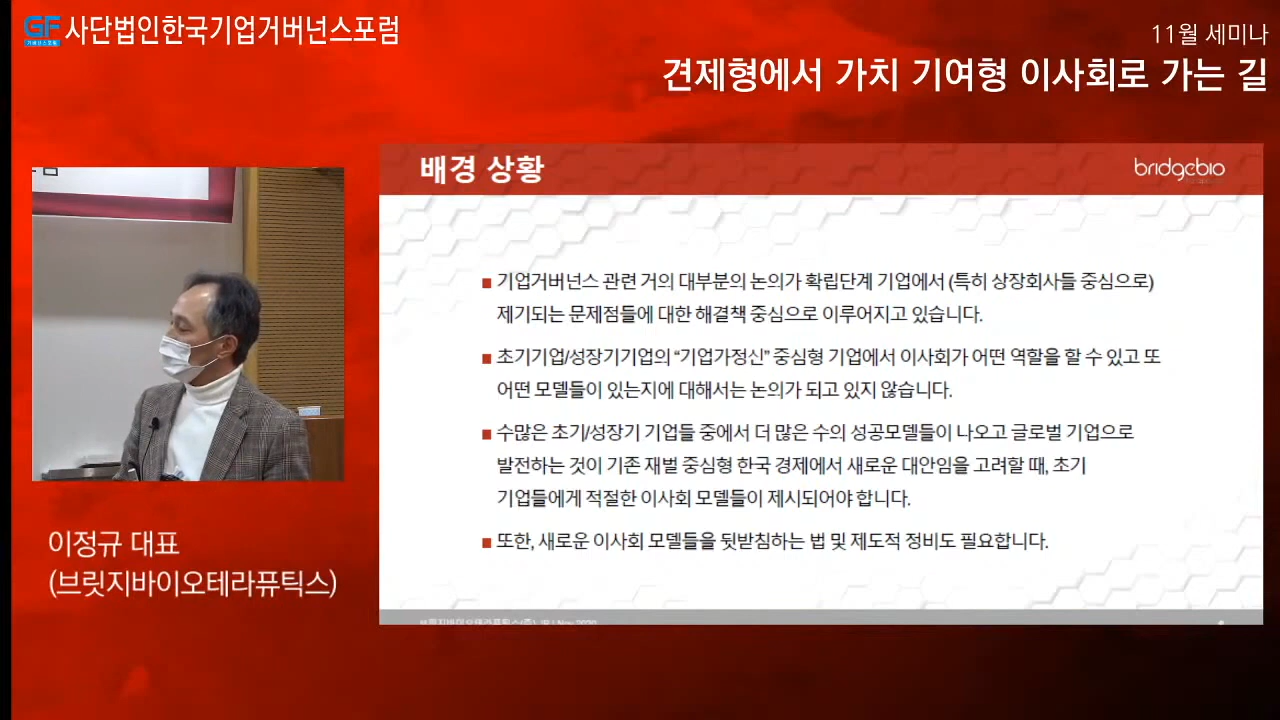 GF 사단법인한국기업거버넌스포럼
거버넌스포럼
11월 세미나
견제형에서 가치 기여형 이사회로 가는 길
배경 상황
bridgebio
■ 기업거버넌스 관련 거의 대부분의 논의가 확립단계 기업에서 (특히 상장회사들 중심으로)
제기되는 문제점들에 대한 해결책 중심으로 이루어지고 있습니다.
■ 초기기업/성장기기업의 “기업가정신” 중심형 기업에서 이사회가 어떤 역할을 할 수 있고 또
어떤 모델들이 있는지에 대해서는 논의가 되고 있지 않습니다.
■ 수많은 초기/성장기 기업들 중에서 더 많은 수의 성공모델들이 나오고 글로벌 기업으로
발전하는 것이 기존 재벌 중심형 한국 경제에서 새로운 대안임을 고려할 때, 초기
기업들에게 적절한 이사회 모델들이 제시되어야 합니다.
■ 또한, 새로운 이사회 모델들을 뒷받침하는 법 및 제도적 정비도 필요합니다.
이정규 대표
(브릿지바이오테라퓨틱스)